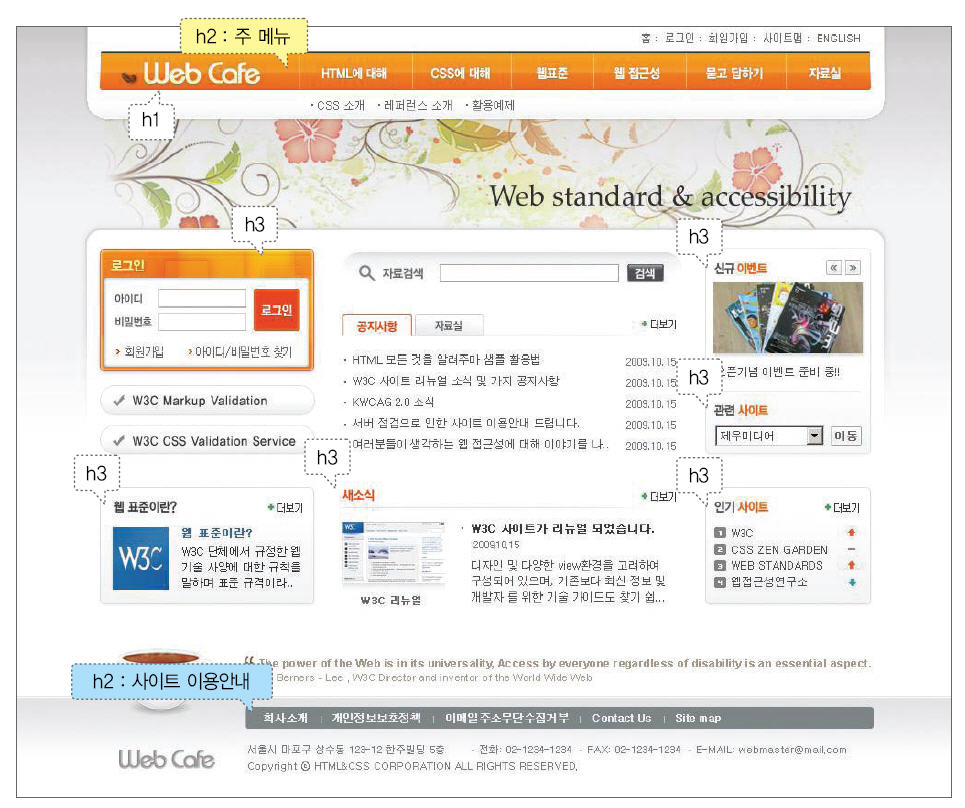 h2 : 주 메뉴
홈 : 로그인 : 회원가입 : 사이트맵 : ENGLISH
Web Cafe HTML에 대해 CSS에 대해 웹표준 웹 접근성 묻고 답하기 자료실
h1
· CSS 소개 · 레퍼런스 소개 · 활용예제
Web standard & accessibility
h3
h3
로그인
자료검색 검색
신규 이벤트 « »
아이디
비밀번호
로그인
› 회원가입 › 아이디/비밀번호 찾기
공지사항 자료실 + 더보기
· HTML 모든 것을 알려주마 샘플 활용법 2009.10.15
· W3C 사이트 리뉴얼 소식 및 가지 공지사항 2009.10.15
· KWCAG 2.0 소식 2009.10.15
· 서버 점검으로 인한 사이트 이용안내 드립니다. 2009.10.15
여러분들이 생각하는 웹 접근성에 대해 이야기를 나.. 2009.10.15
픈기념 이벤트 준비 중!!
h3
관련 사이트
제우미디어 이동
W3C Markup Validation
W3C CSS Validation Service
h3
h3
h3
웹 표준이란? + 더보기
W3C
웹 표준이란?
W3C 단체에서 규정한 웹
기술 사양에 대한 규칙을
말하며 표준 규격이라..
새소식 + 더보기
W3C 리뉴얼
· W3C 사이트가 리뉴얼 되었습니다.
2009.10.15
디자인 및 다양한 view환경을 고려하여
구성되어 있으며, 기존보다 최신 정보 및
개발자 를 위한 기술 가이드도 찾기 쉽...
인기 사이트 + 더보기
1 W3C
2 CSS ZEN GARDEN
3 WEB STANDARDS
4 웹접근성연구소
“ The power of the Web is in its universality, Access by everyone regardless of disability is an essential aspect.
Berners - Lee , W3C Director and inventor of the World Wide Web
h2 : 사이트 이용안내
회사소개 | 개인정보보호정책 | 이메일주소무단수집거부 | Contact Us | Site map
Web Cafe
서울시 마포구 상수동 123-12 한주빌딩 5층 · 전화: 02-1234-1234 · FAX: 02-1234-1234 · E-MAIL: webmaster@mail.com
Copyright ⓒ HTML&CSS CORPORATION ALL RIGHTS RESERVED.